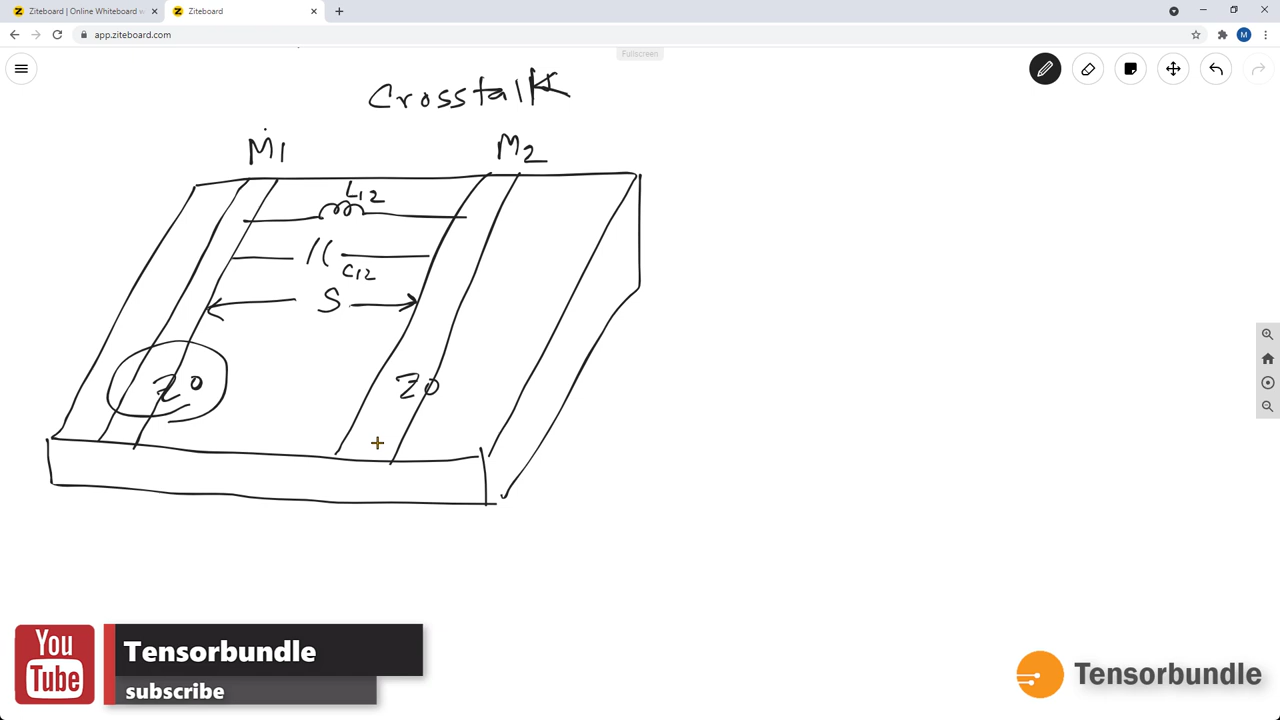 Ziteboard | Online Whiteboard w
Ziteboard
app.ziteboard.com
M
Fullscreen
Crosstalk
M1
M2
L12
C12
S
Z0
Z0
You
Tube
Tensorbundle
subscribe
Tensorbundle